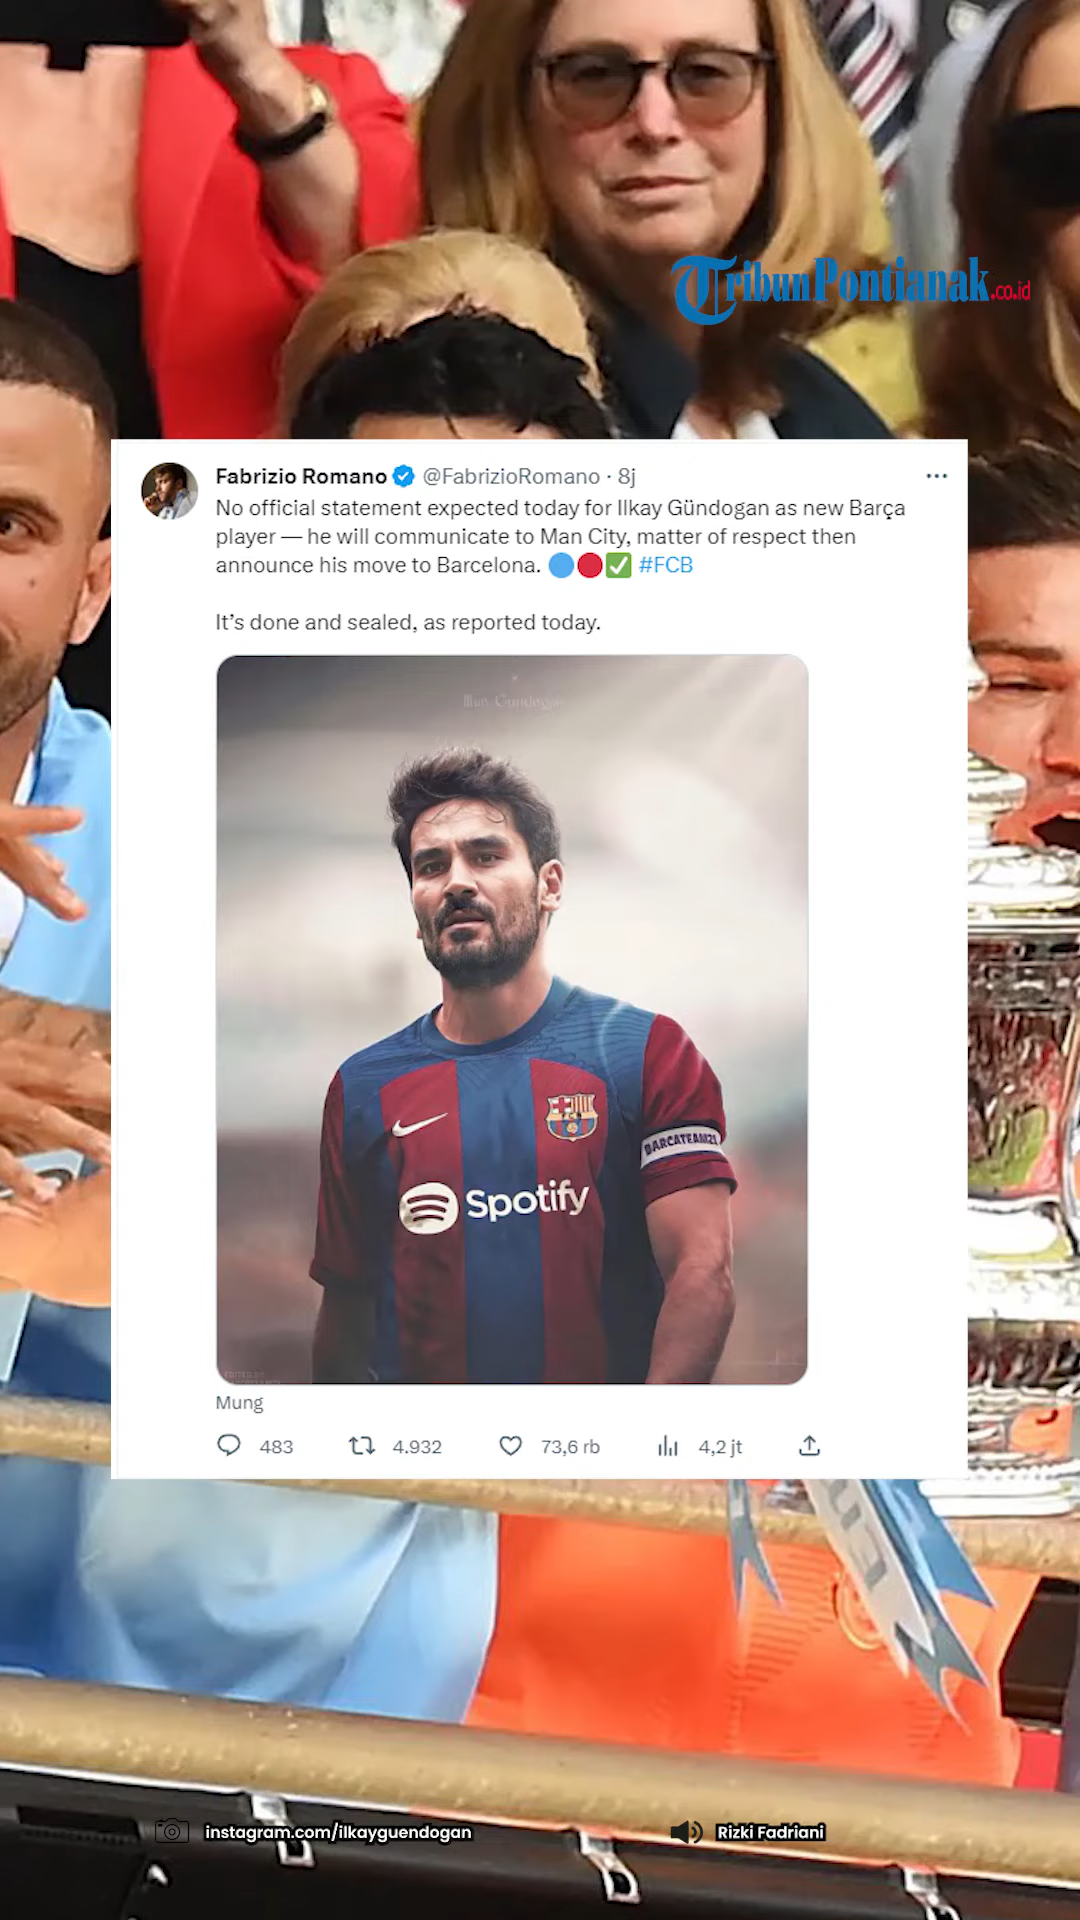 TribunPontianak.co.id
Fabrizio Romano @FabrizioRomano · 8j
No official statement expected today for Ilkay Gündogan as new Barça
player — he will communicate to Man City, matter of respect then
announce his move to Barcelona. 🔵🔴✅ #FCB
It’s done and sealed, as reported today.
BARCATEAM21
Spotify
Mung
483 4.932 73,6 rb 4,2 jt
instagram.com/ilkayguendogan
Rizki Fadriani